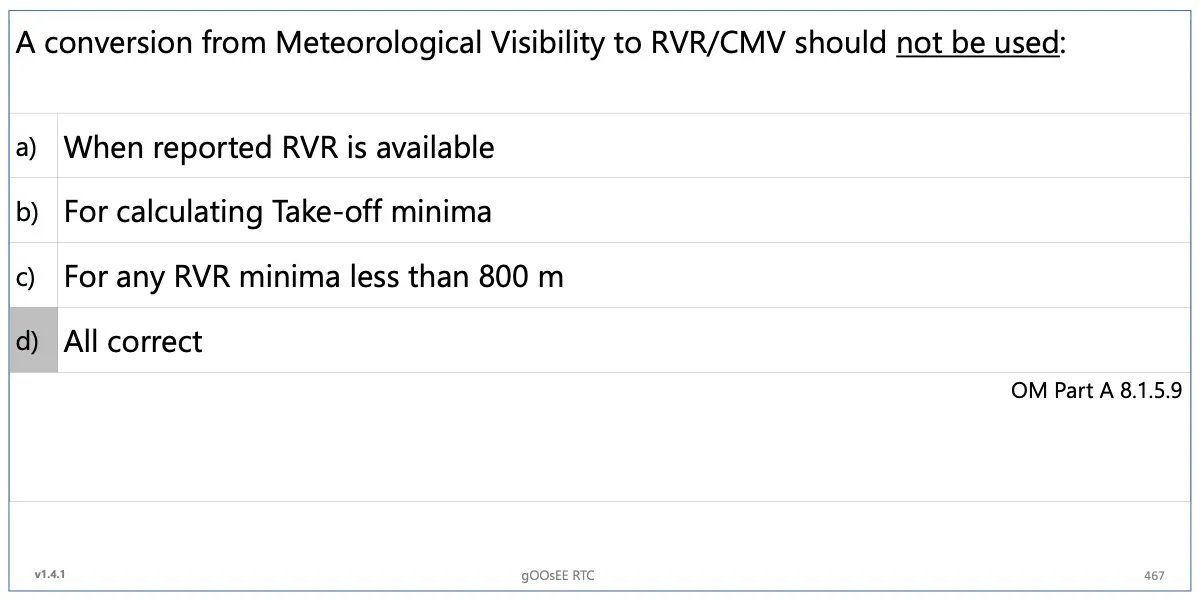 A conversion from Meteorological Visibility to RVR/CMV should not be used:
a) When reported RVR is available
b) For calculating Take-off minima
c) For any RVR minima less than 800 m
d) All correct
OM Part A 8.1.5.9
v1.4.1 gOOsEE RTC 467